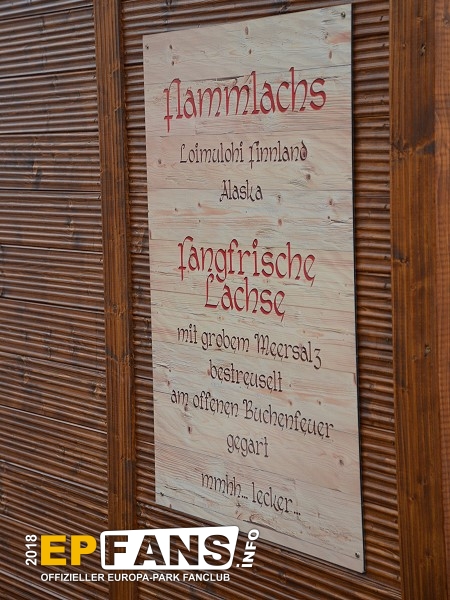 Flammlachs
Loimulohi Finnland
Alaska
Fangfrische
Lachse
mit grobem Meersalz
bestreuselt
am offenen Buchenfeuer
gegart
mmhh... lecker...
2018 EPFANS.INFO
OFFIZIELLER EUROPA-PARK FANCLUB